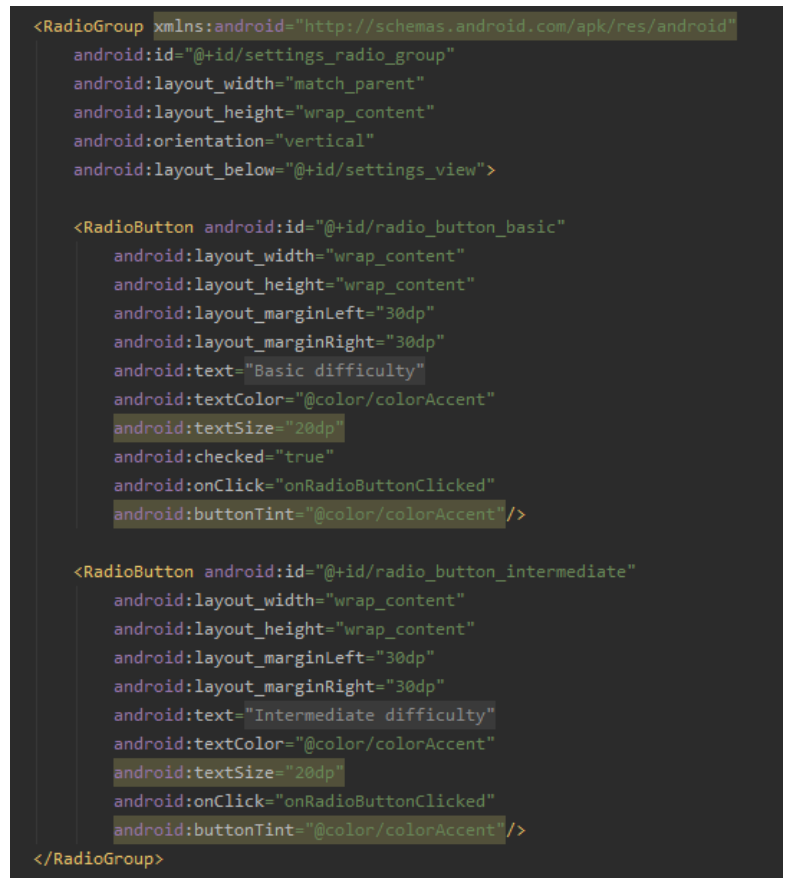 <RadioGroup xmlns:android="http://schemas.android.com/apk/res/android"
    android:id="@+id/settings_radio_group"
    android:layout_width="match_parent"
    android:layout_height="wrap_content"
    android:orientation="vertical"
    android:layout_below="@+id/settings_view">

    <RadioButton android:id="@+id/radio_button_basic"
        android:layout_width="wrap_content"
        android:layout_height="wrap_content"
        android:layout_marginLeft="30dp"
        android:layout_marginRight="30dp"
        android:text="Basic difficulty"
        android:textColor="@color/colorAccent"
        android:textSize="20dp"
        android:checked="true"
        android:onClick="onRadioButtonClicked"
        android:buttonTint="@color/colorAccent"/>

    <RadioButton android:id="@+id/radio_button_intermediate"
        android:layout_width="wrap_content"
        android:layout_height="wrap_content"
        android:layout_marginLeft="30dp"
        android:layout_marginRight="30dp"
        android:text="Intermediate difficulty"
        android:textColor="@color/colorAccent"
        android:textSize="20dp"
        android:onClick="onRadioButtonClicked"
        android:buttonTint="@color/colorAccent"/>
</RadioGroup>